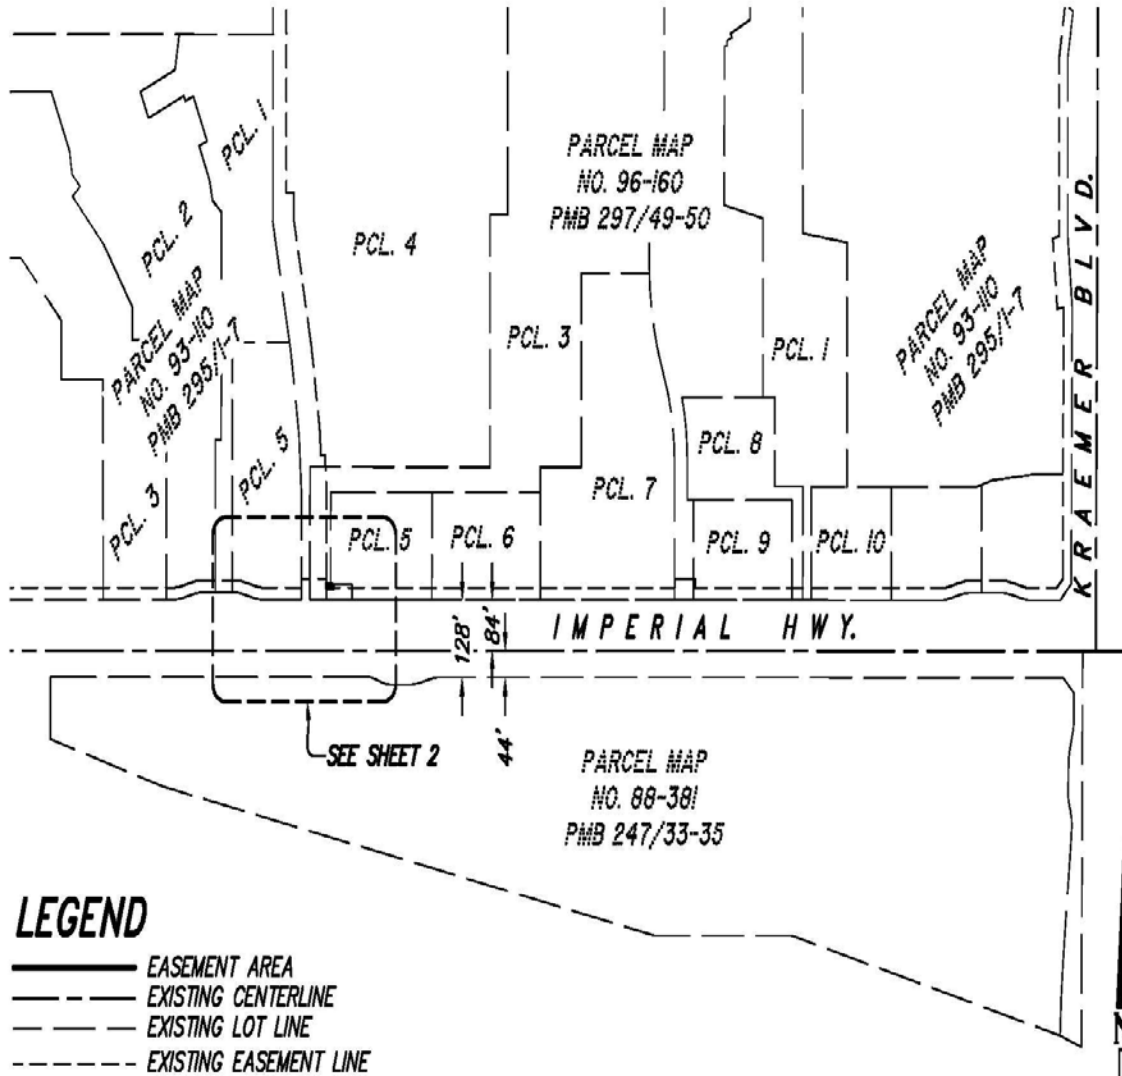 PCL. 1
PCL. 2
PARCEL MAP
NO. 93-110
PMB 295/1-7
PCL. 3
PCL. 5
PCL. 4
PARCEL MAP
NO. 96-160
PMB 297/49-50
PCL. 3
PCL. 1
PCL. 8
PCL. 7
PCL. 5
PCL. 6
PCL. 9
PCL. 10
PARCEL MAP
NO. 93-110
PMB 295/1-7
KRAEMER BLVD.
IMPERIAL HWY.
128'
84'
44'
SEE SHEET 2
PARCEL MAP
NO. 88-381
PMB 247/33-35
LEGEND
EASEMENT AREA
EXISTING CENTERLINE
EXISTING LOT LINE
EXISTING EASEMENT LINE